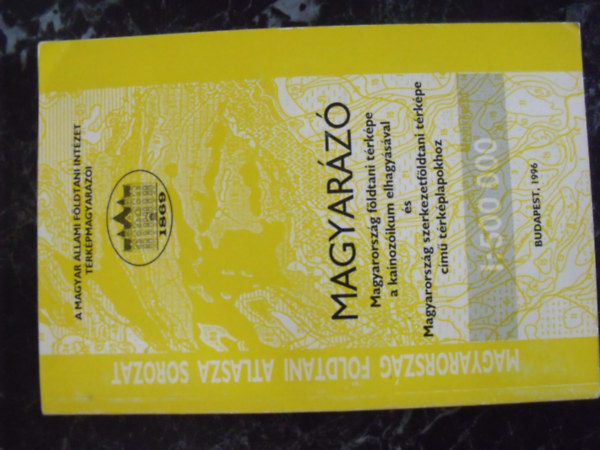 A MAGYAR ÁLLAMI FÖLDTANI INTÉZET
TÉRKÉPMAGYARÁZÓI
1869
MAGYARÁZÓ
Magyarország földtani térképe
a kainozóikum elhagyásával
és
Magyarország szerkezetföldtani térképe
című térképlapokhoz
1:500 000
BUDAPEST, 1996
MAGYARORSZÁG FÖLDTANI ATLASZA SOROZAT